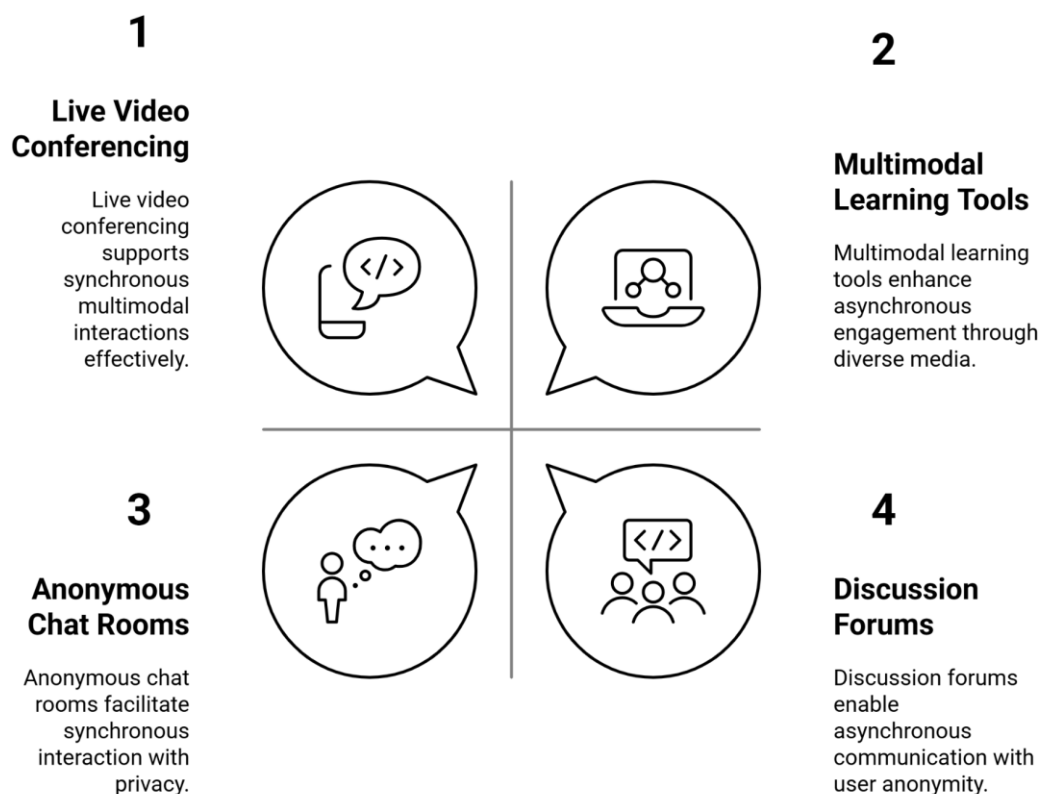 1
Live Video
Conferencing
Live video
conferencing
supports
synchronous
multimodal
interactions
effectively.
</>
2
Multimodal
Learning Tools
Multimodal learning
tools enhance
asynchronous
engagement through
diverse media.
3
Anonymous
Chat Rooms
Anonymous chat
rooms facilitate
synchronous
interaction with
privacy.
4
Discussion
Forums
Discussion forums
enable
asynchronous
communication with
user anonymity.
</>